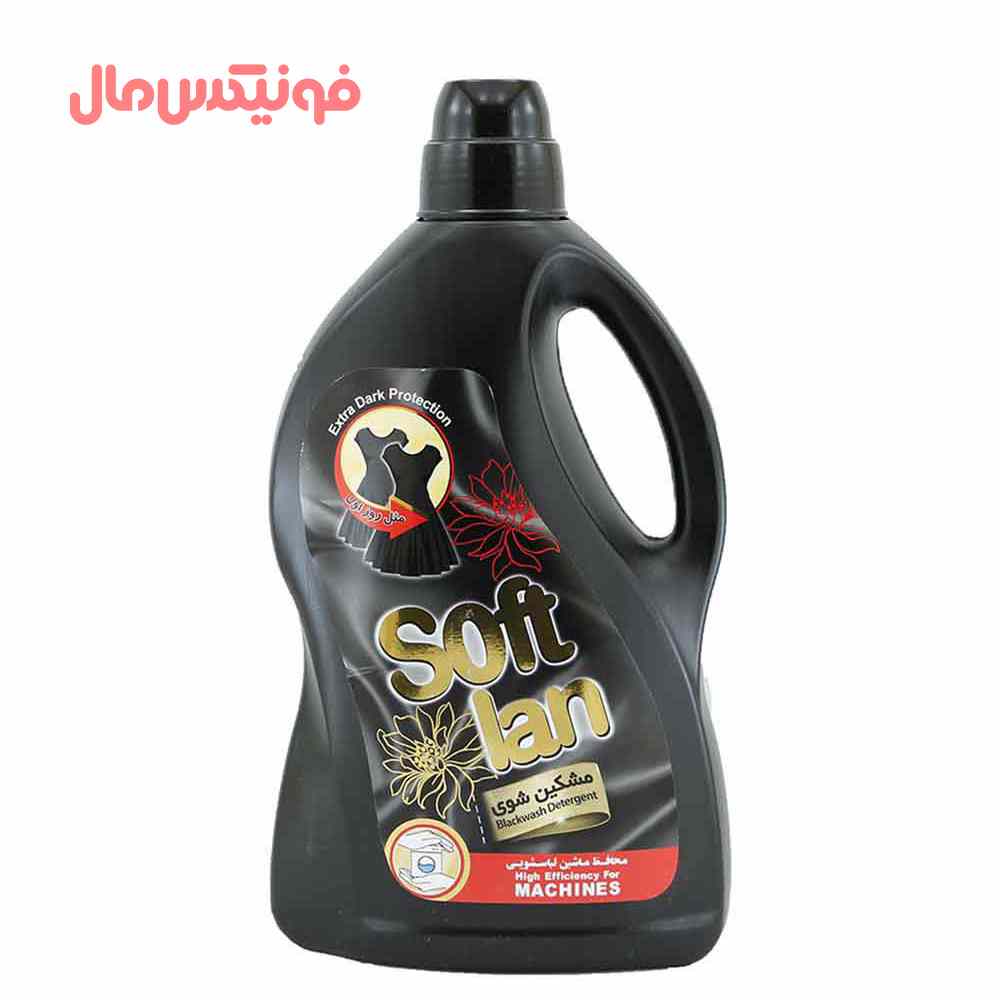 فونیکس‌مال
Extra Dark Protection
مثل روز اول
Soft
lan
مشکین شوی
Blackwash Detergent
محافظ ماشین لباسشویی
High Efficiency For
MACHINES